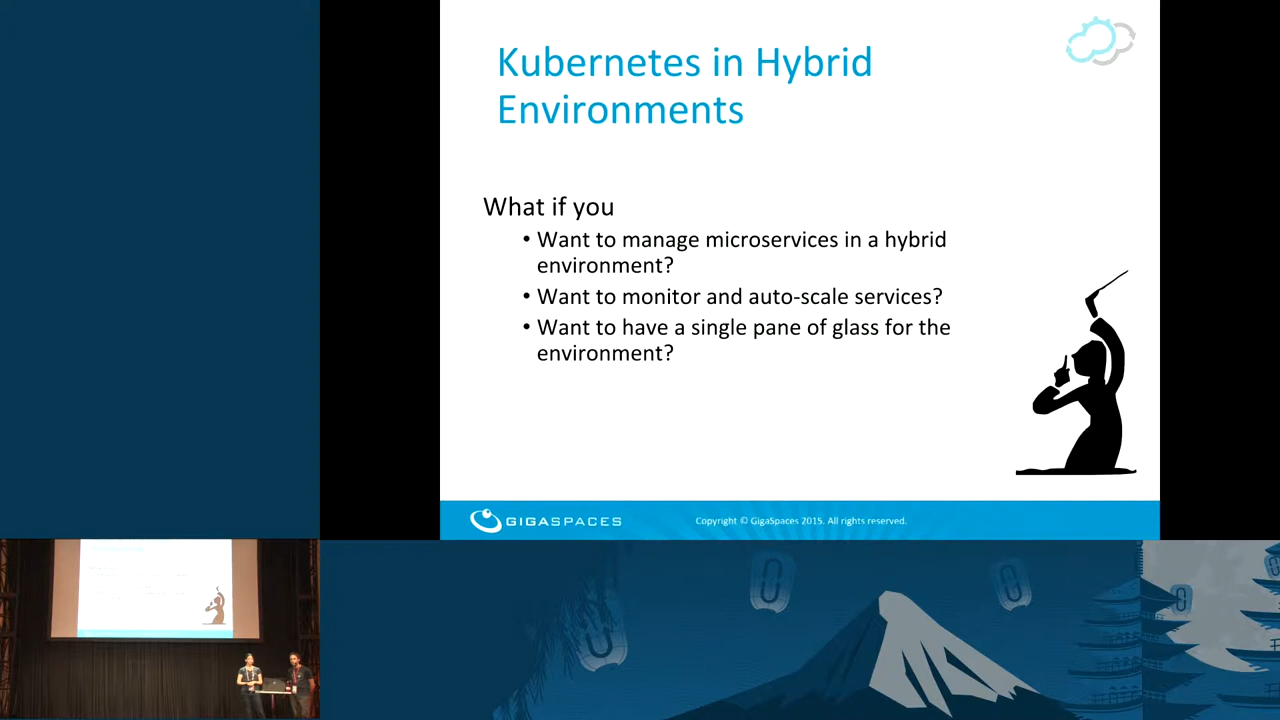 Kubernetes in Hybrid
Environments
What if you
• Want to manage microservices in a hybrid
environment?
• Want to monitor and auto-scale services?
• Want to have a single pane of glass for the
environment?
GIGASPACES
Copyright © GigaSpaces 2015. All rights reserved.